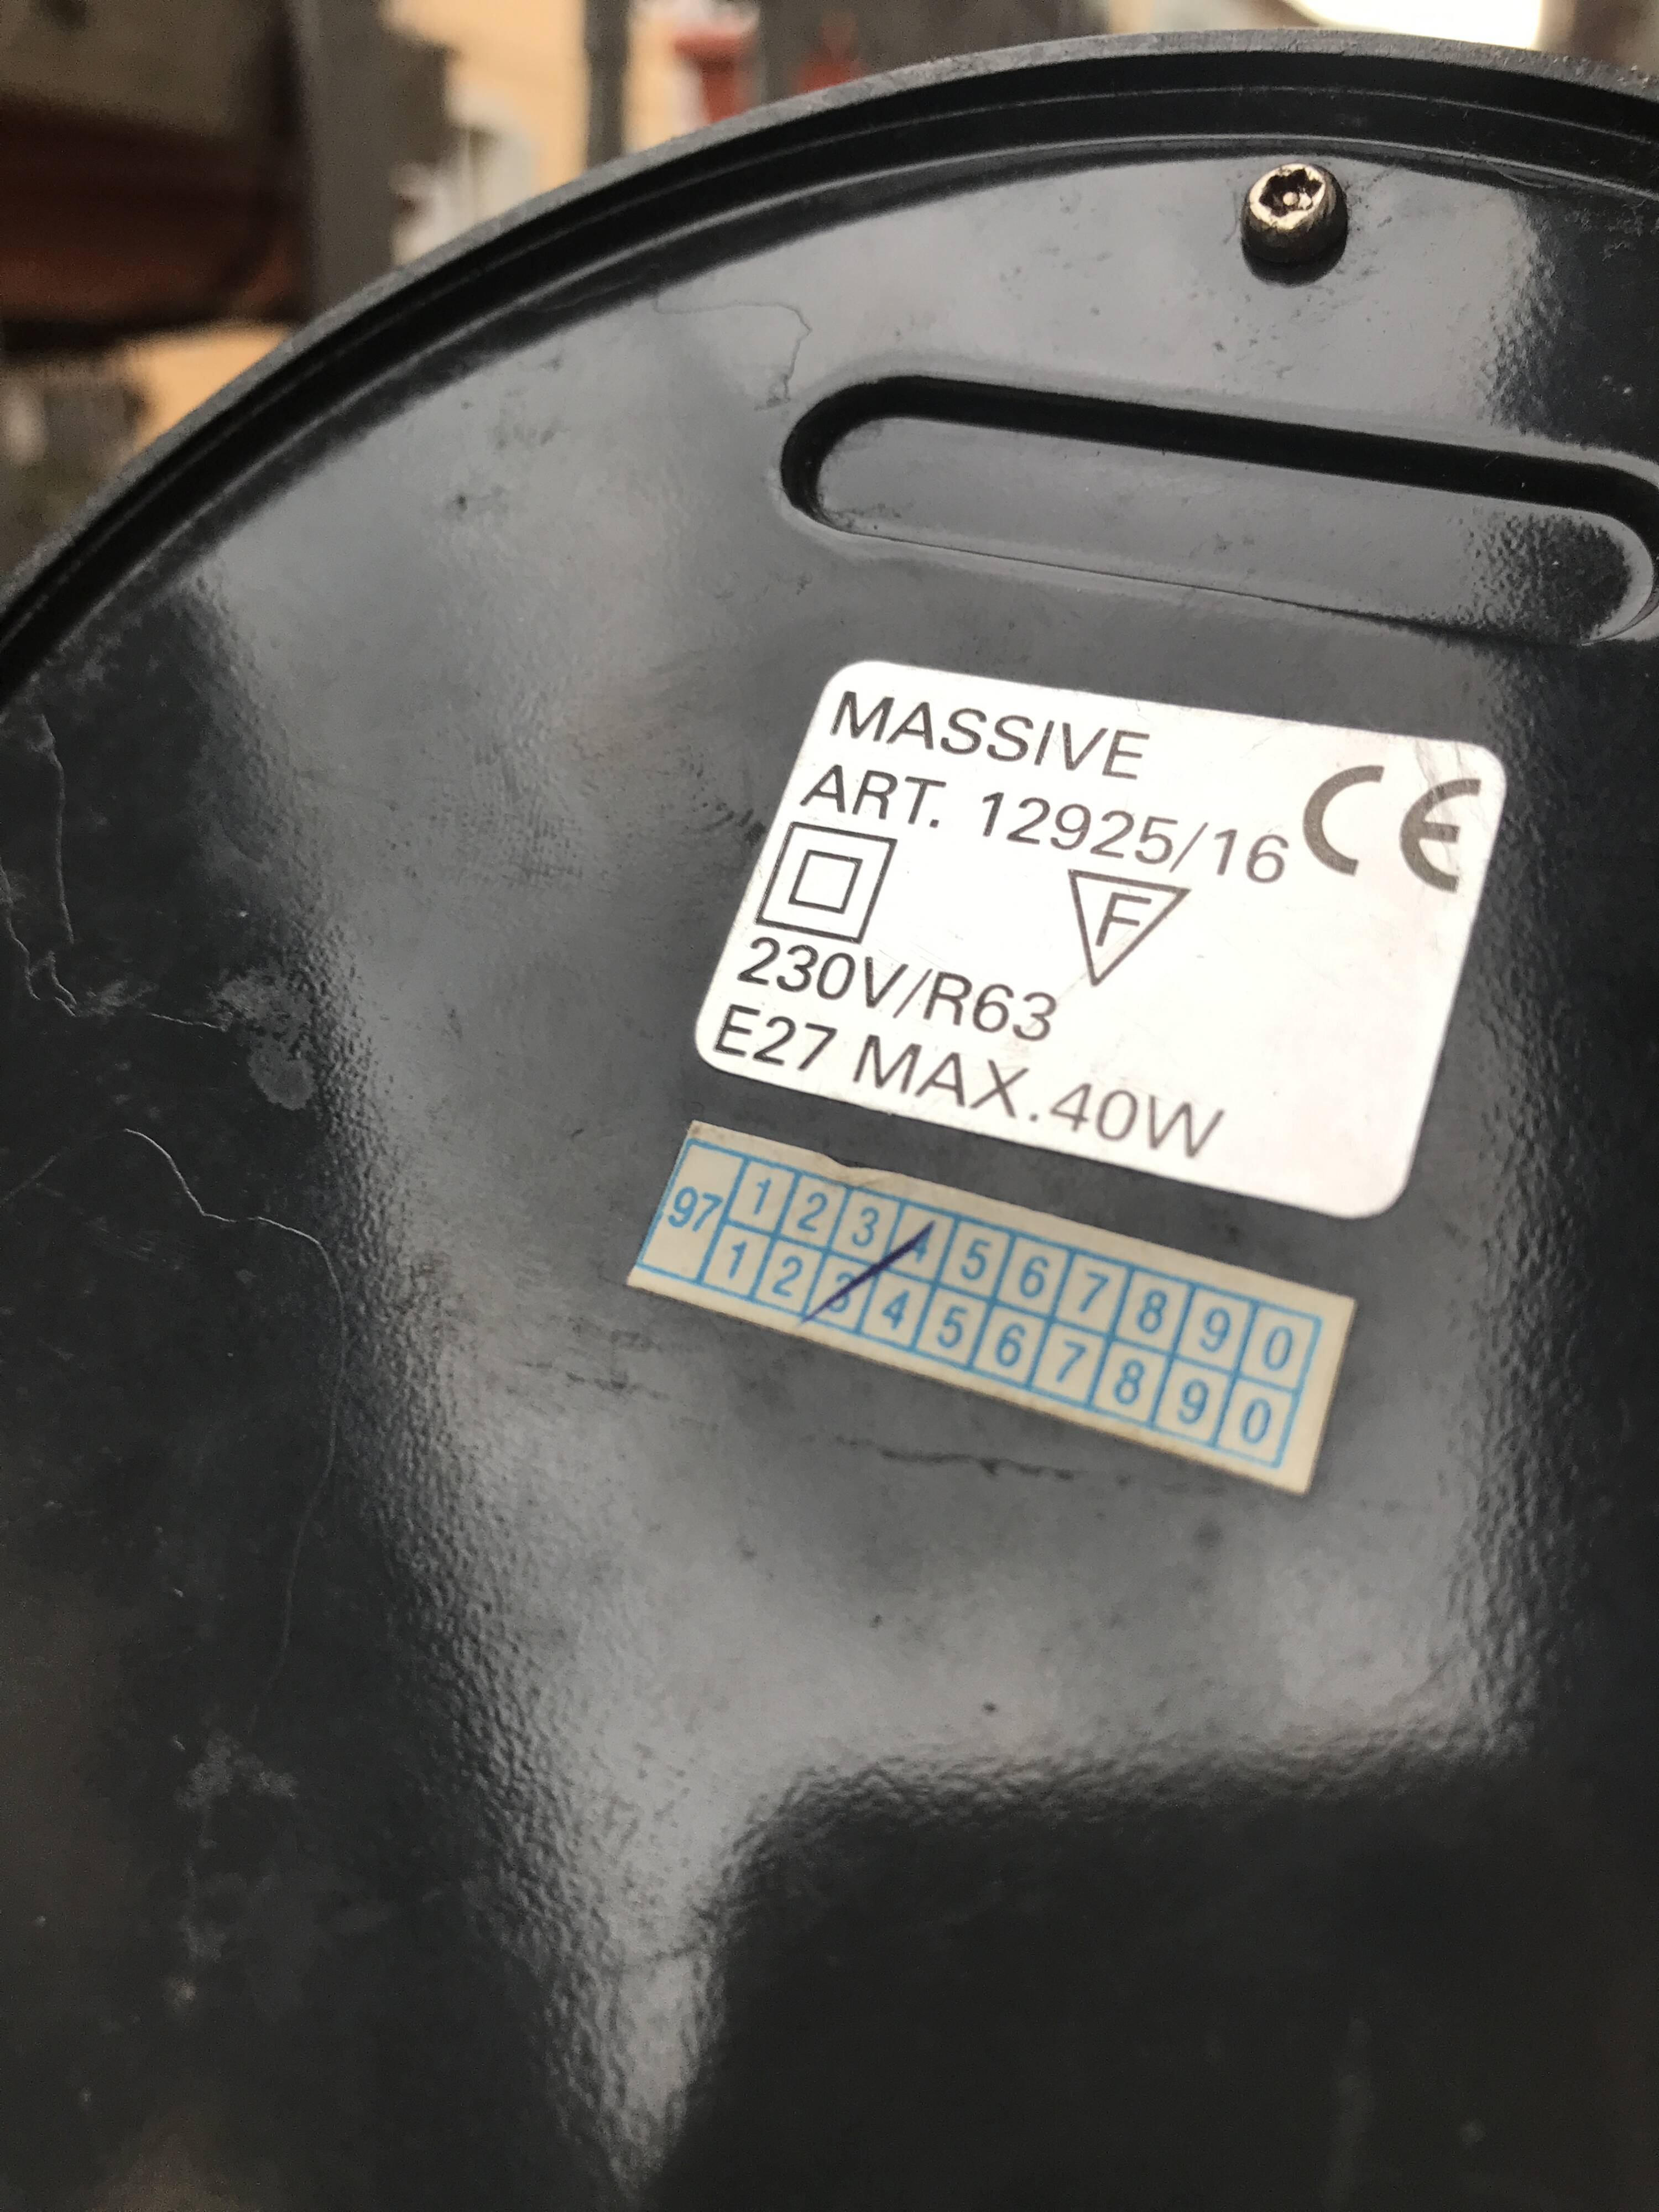 MASSIVE
ART. 12925/16 CE
F
230V/R63
E27 MAX.40W
97 1 2 3 4 5 6 7 8 9 0
1 2 3 4 5 6 7 8 9 0